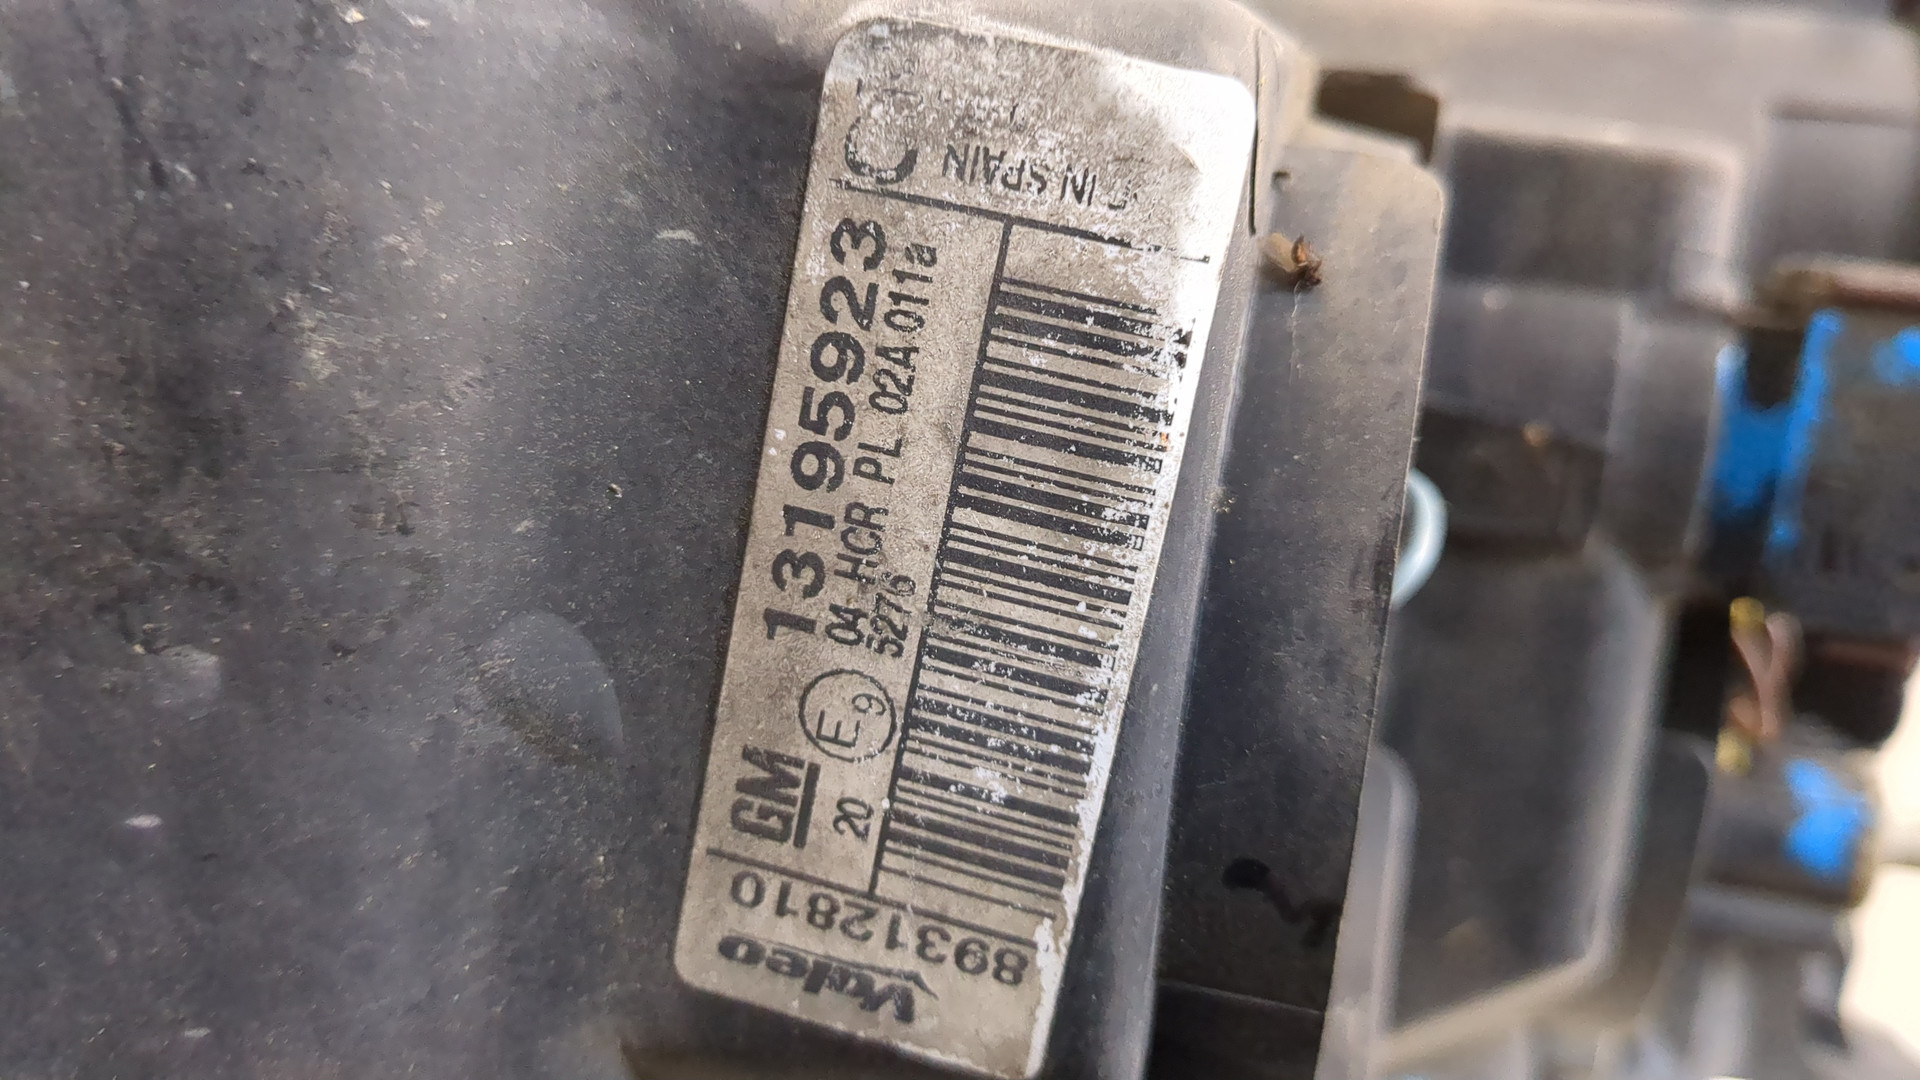 Valeo
89312810
GM 13195923
E9 04 HCR PL 02A 011a
20 5276
IN SPAIN